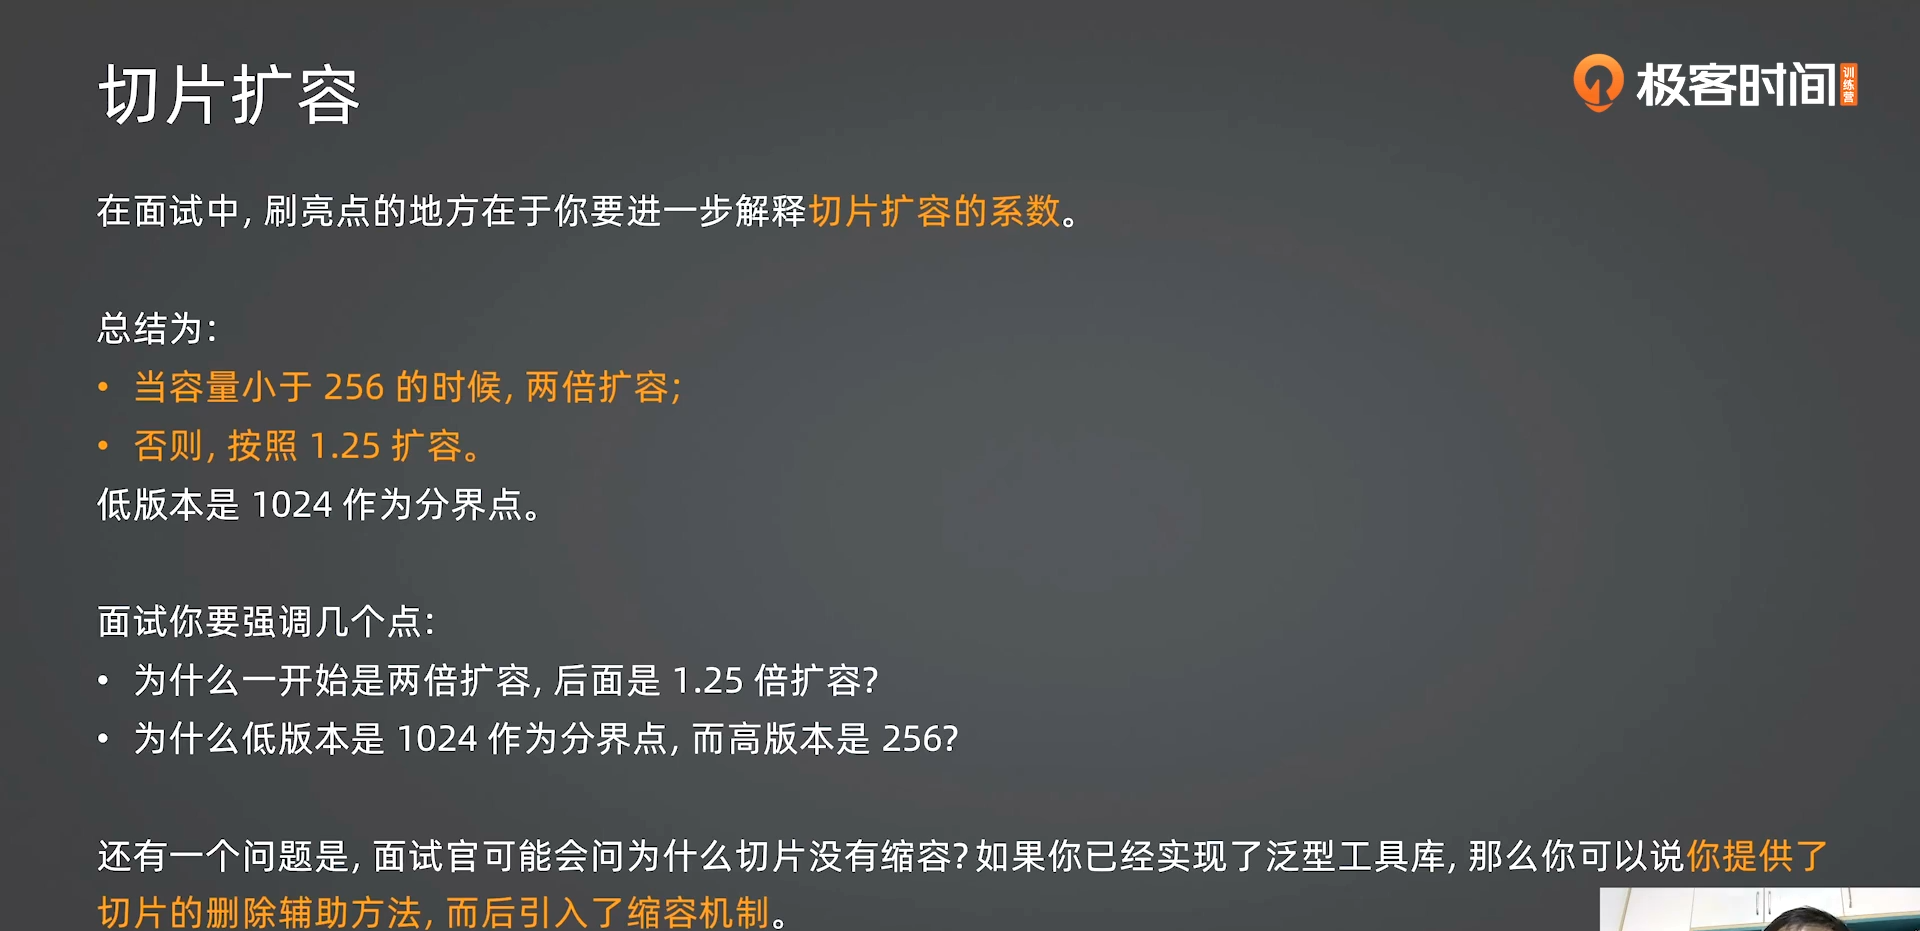 切片扩容
极客时间
训练营
在面试中, 刷亮点的地方在于你要进一步解释切片扩容的系数。
总结为:
• 当容量小于 256 的时候, 两倍扩容;
• 否则, 按照 1.25 扩容。
低版本是 1024 作为分界点。
面试你要强调几个点:
• 为什么一开始是两倍扩容, 后面是 1.25 倍扩容?
• 为什么低版本是 1024 作为分界点, 而高版本是 256?
还有一个问题是, 面试官可能会问为什么切片没有缩容? 如果你已经实现了泛型工具库, 那么你可以说你提供了
切片的删除辅助方法, 而后引入了缩容机制。